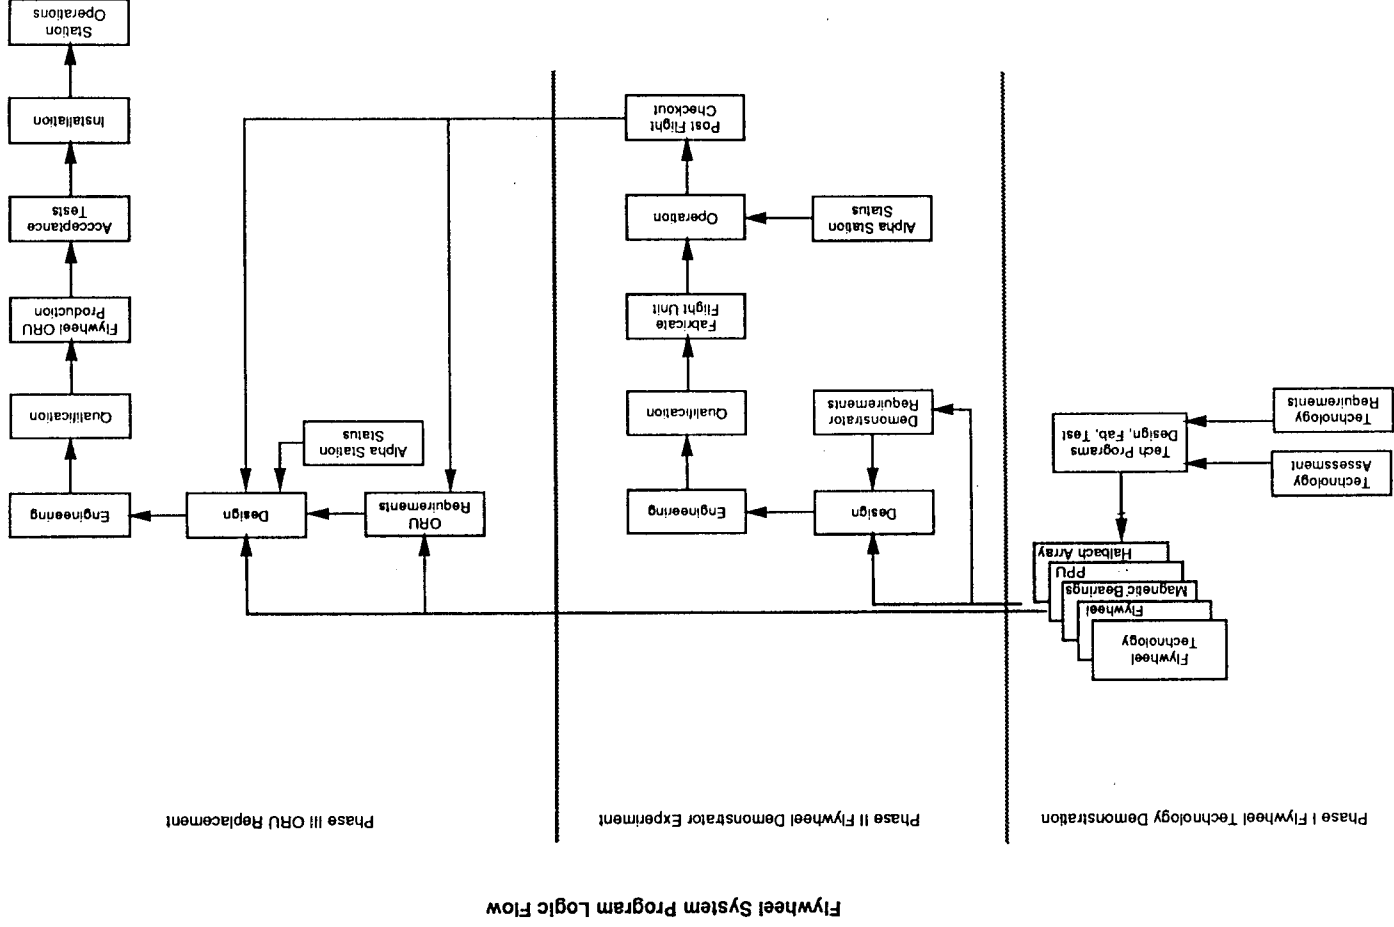 Flywheel System Program Logic Flow
Phase I Flywheel Technology Demonstration
Phase II Flywheel Demonstrator Experiment
Phase III ORU Replacement
Flywheel
Technology
Flywheel
Magnetic Bearings
PPU
Halbach Array
Technology
Assessment
Technology
Requirements
Tech Programs
Design, Fab, Test
Design
Demonstrator
Requirements
Engineering
Qualification
Fabricate
Flight Unit
Alpha Station
Status
Operation
Post Flight
Checkout
ORU
Requirements
Design
Alpha Station
Status
Engineering
Qualification
Flywheel ORU
Production
Accceptance
Tests
Installation
Station
Operations